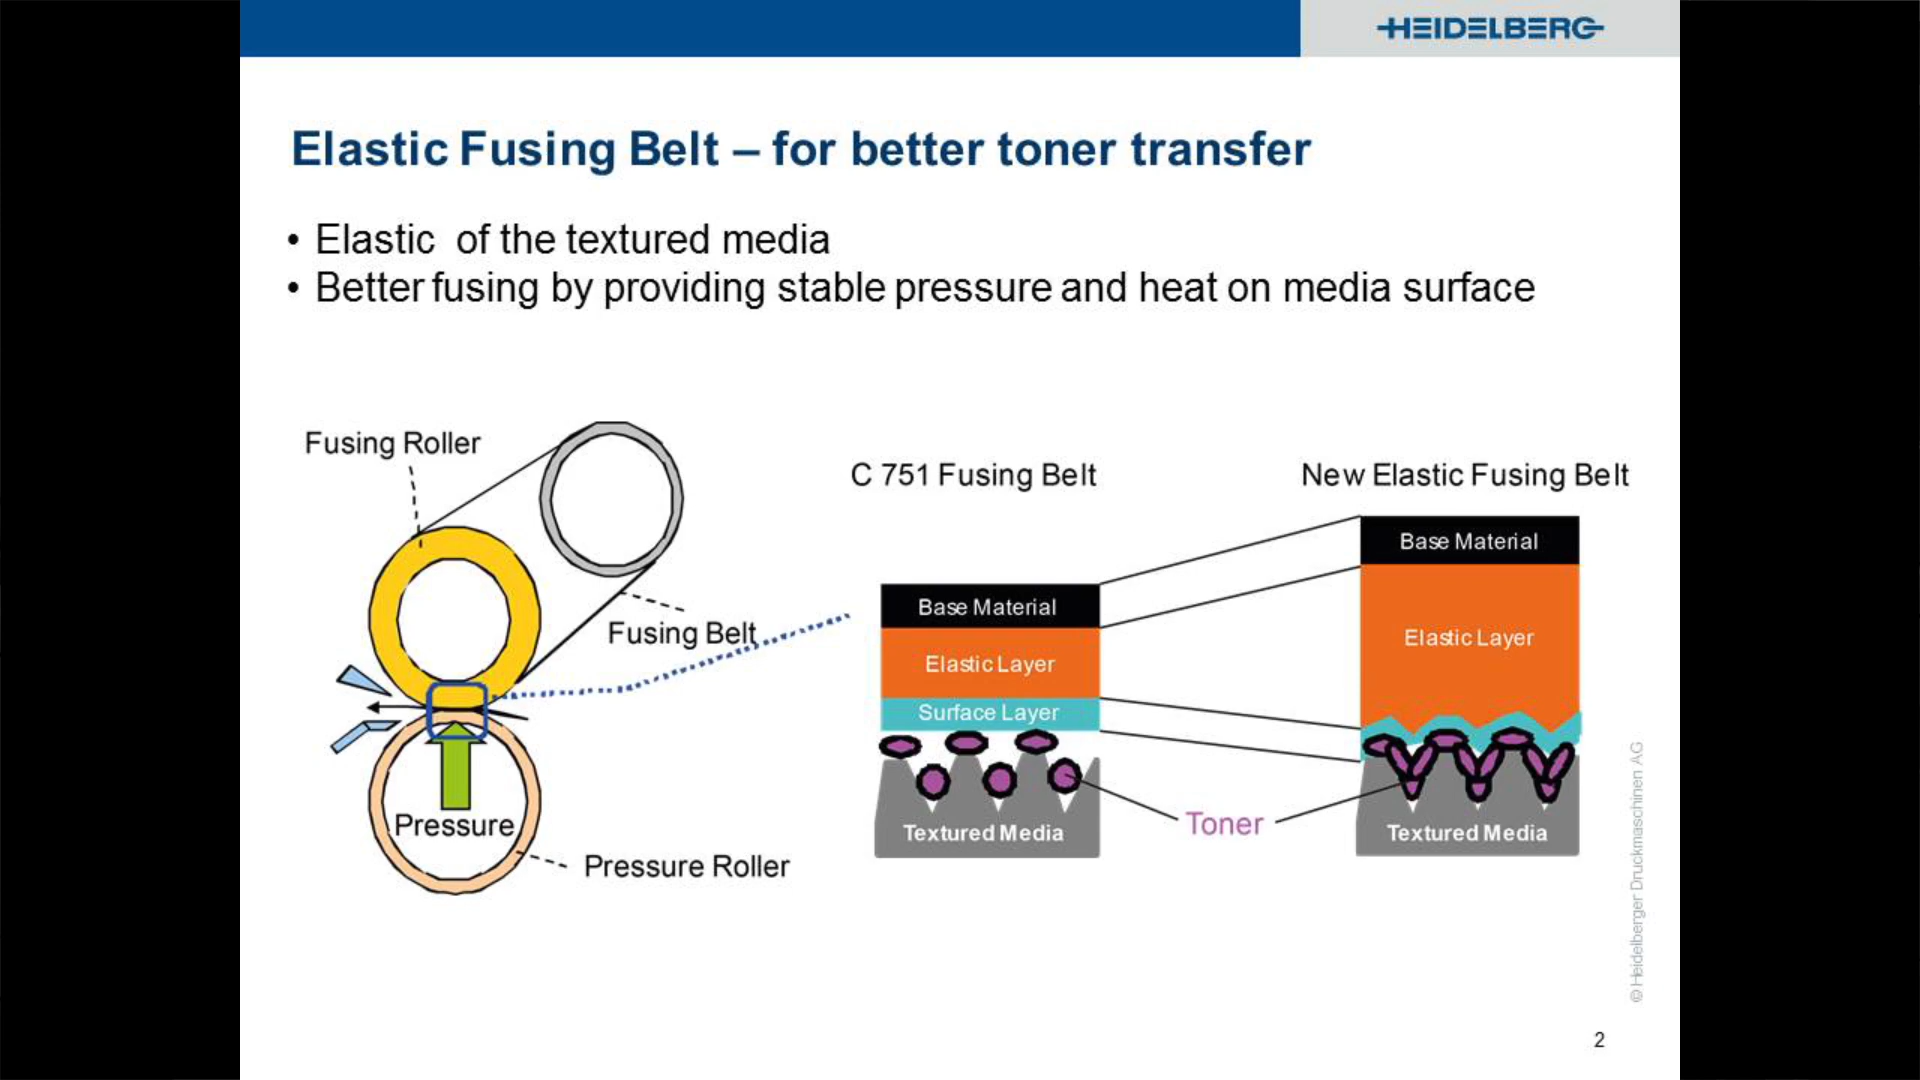 HEIDELBERG
Elastic Fusing Belt – for better toner transfer
• Elastic of the textured media
• Better fusing by providing stable pressure and heat on media surface
Fusing Roller
Fusing Belt
Pressure
Pressure Roller
C 751 Fusing Belt
Base Material
Elastic Layer
Surface Layer
Textured Media
Toner
New Elastic Fusing Belt
Base Material
Elastic Layer
Textured Media
© Heidelberger Druckmaschinen AG
2